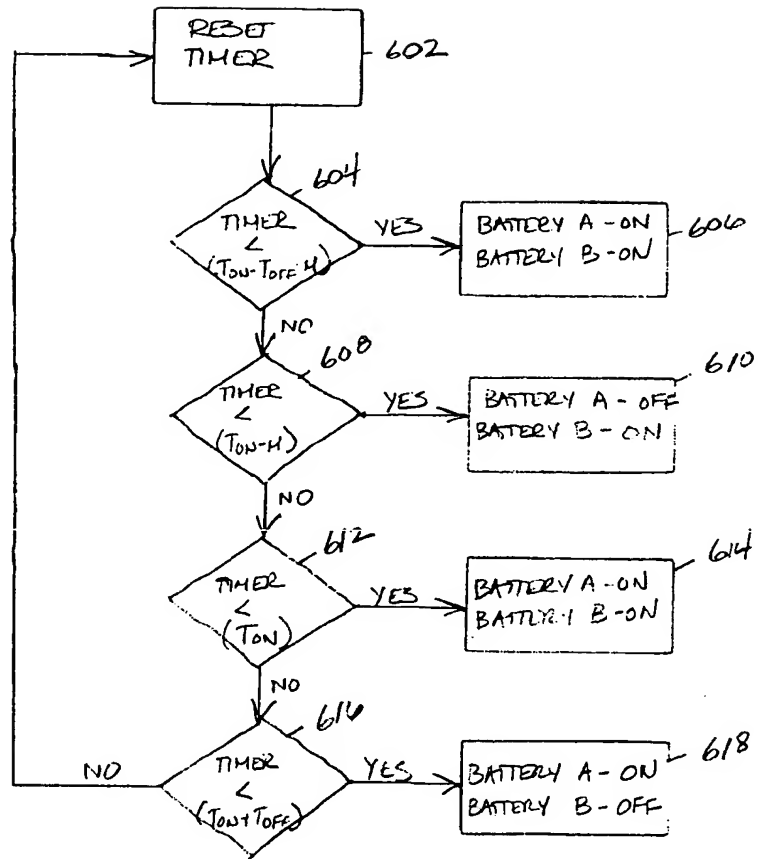 RESET
TIMER
602
604
TIMER
<
(TON-TOFF-M)
YES
BATTERY A-ON
BATTERY B-ON
606
NO
608
TIMER
<
(TON-M)
YES
BATTERY A-OFF
BATTERY B-ON
610
NO
612
TIMER
<
(TON)
YES
BATTERY A-ON
BATTERY B-ON
614
NO
616
TIMER
<
(TON+TOFF)
YES
BATTERY A-ON
BATTERY B-OFF
618
NO